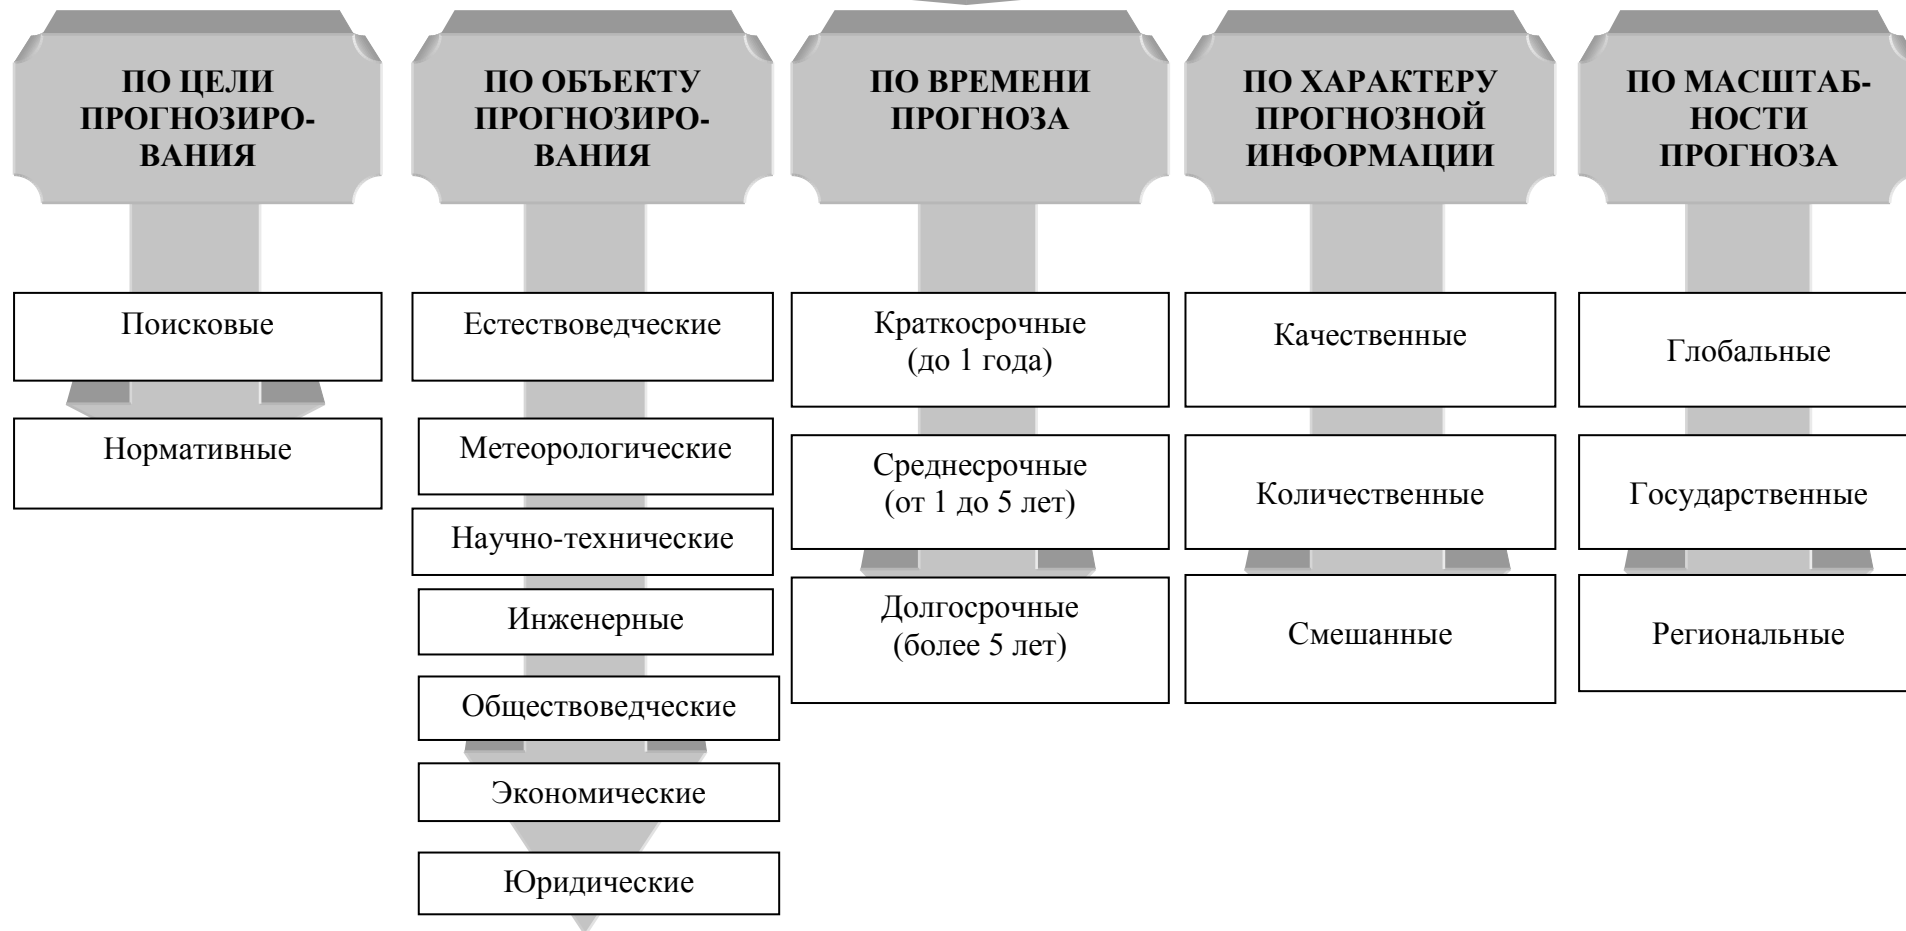 ПО ЦЕЛИ
ПРОГНОЗИРО-
ВАНИЯ
Поисковые
Нормативные
ПО ОБЪЕКТУ
ПРОГНОЗИРО-
ВАНИЯ
Естествоведческие
Метеорологические
Научно-технические
Инженерные
Обществоведческие
Экономические
Юридические
ПО ВРЕМЕНИ
ПРОГНОЗА
Краткосрочные
(до 1 года)
Среднесрочные
(от 1 до 5 лет)
Долгосрочные
(более 5 лет)
ПО ХАРАКТЕРУ
ПРОГНОЗНОЙ
ИНФОРМАЦИИ
Качественные
Количественные
Смешанные
ПО МАСШТАБ-
НОСТИ
ПРОГНОЗА
Глобальные
Государственные
Региональные